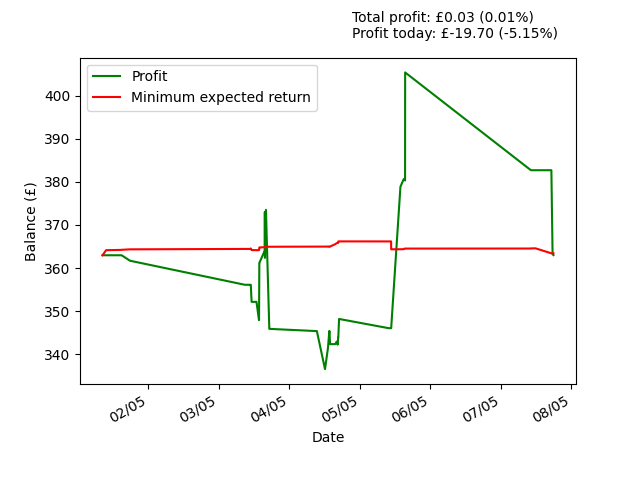 Total profit: £0.03 (0.01%)
Profit today: £-19.70 (-5.15%)
Profit
Minimum expected return
400
390
380
370
360
350
340
Balance (£)
02/05
03/05
04/05
05/05
06/05
07/05
08/05
Date